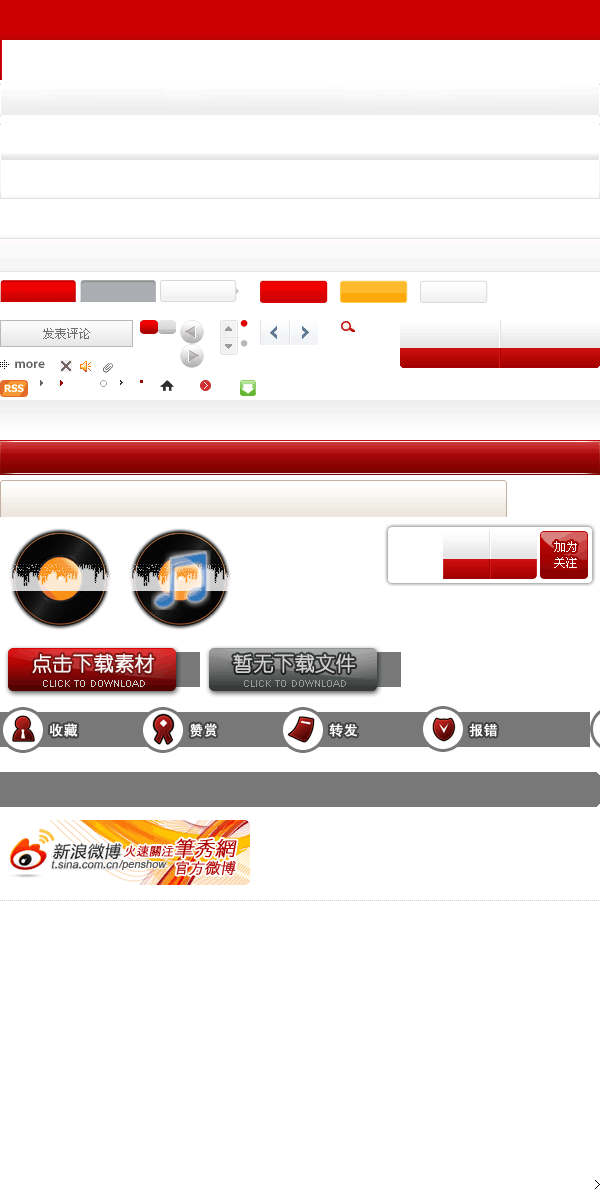 发表评论
more
RSS
加为
关注
点击下载素材
CLICK TO DOWNLOAD
暂无下载文件
CLICK TO DOWNLOAD
收藏
赞赏
转发
报错
新浪微博
t.sina.com.cn/penshow
火速關注
筆秀網
官方微博